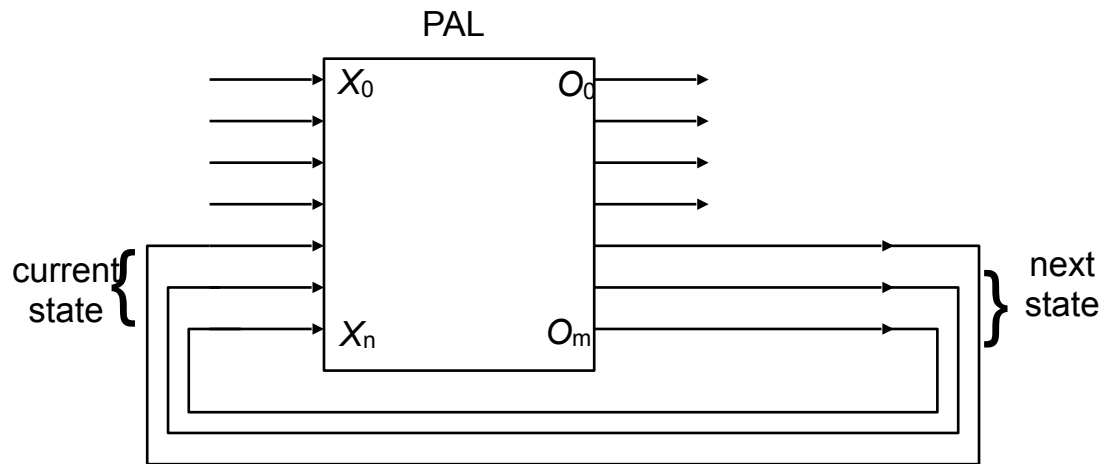 PAL
X₀ O₀
current
state
next
state
Xₙ Oₘ